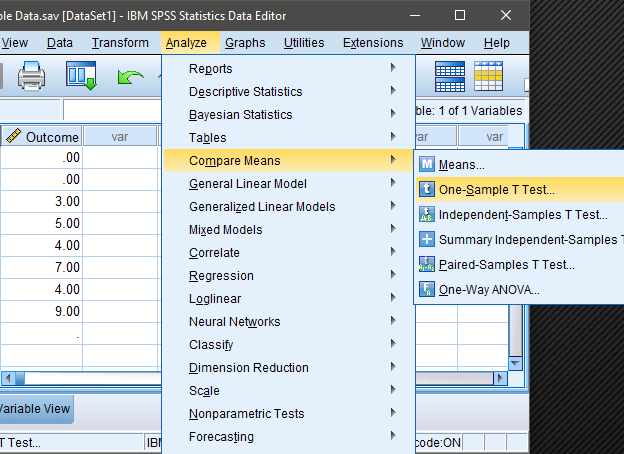 ble Data.sav [DataSet1] - IBM SPSS Statistics Data Editor
View Data Transform Analyze Graphs Utilities Extensions Window Help
Reports
Descriptive Statistics
Bayesian Statistics
ble: 1 of 1 Variables
Tables
Outcome var var var
.00
.00
3.00
5.00
4.00
7.00
4.00
9.00
.
Compare Means
General Linear Model
Generalized Linear Models
Mixed Models
Correlate
Regression
Loglinear
Neural Networks
Classify
Dimension Reduction
Scale
Nonparametric Tests
Forecasting
M Means...
t One-Sample T Test...
Independent-Samples T Test...
Summary Independent-Samples T
Paired-Samples T Test...
One-Way ANOVA...
Variable View
T Test...
IBM
code:ON